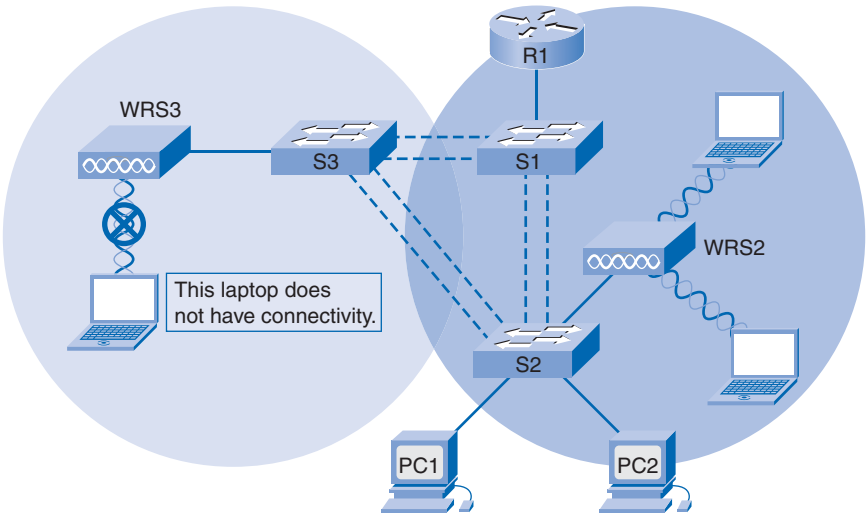 R1
WRS3
S3
S1
WRS2
This laptop does
not have connectivity.
S2
PC1
PC2